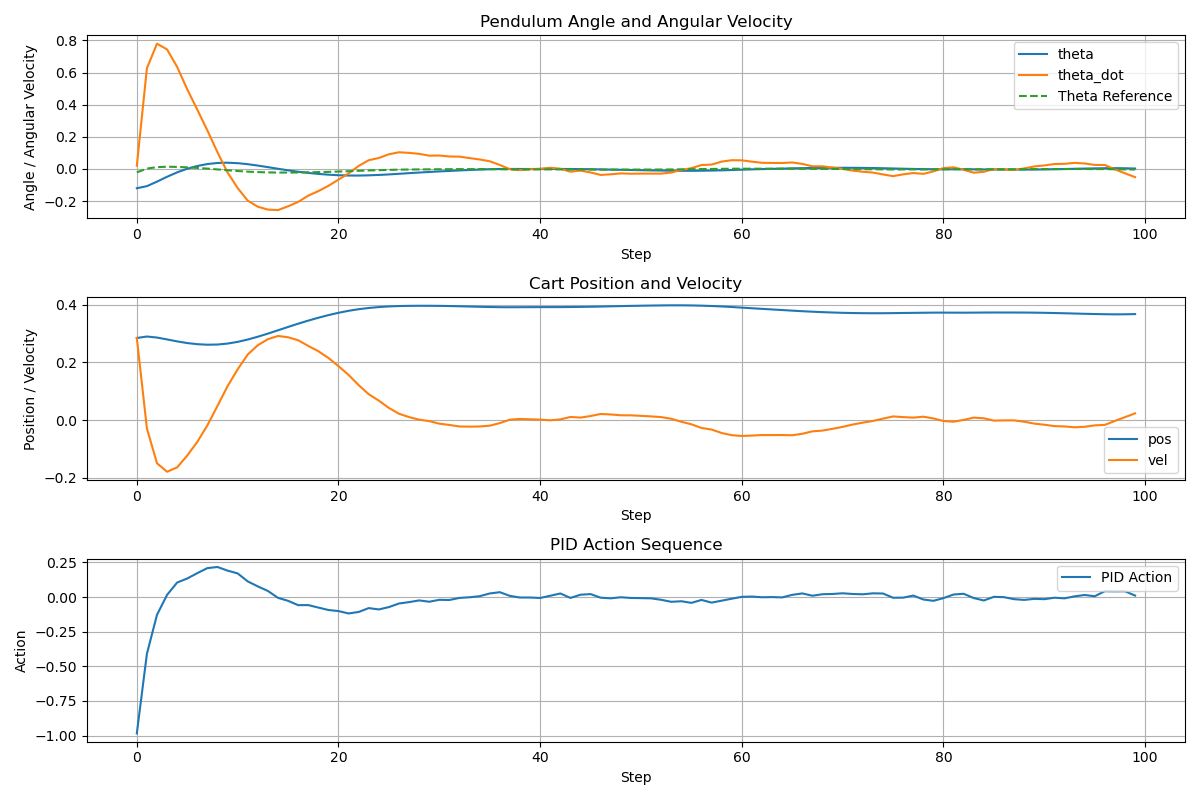 Pendulum Angle and Angular Velocity
Angle / Angular Velocity
0.8
0.6
0.4
0.2
0.0
−0.2
theta
theta_dot
Theta Reference
0 20 40 60 80 100
Step
Cart Position and Velocity
Position / Velocity
0.4
0.2
0.0
−0.2
pos
vel
0 20 40 60 80 100
Step
PID Action Sequence
Action
0.25
0.00
−0.25
−0.50
−0.75
−1.00
PID Action
0 20 40 60 80 100
Step